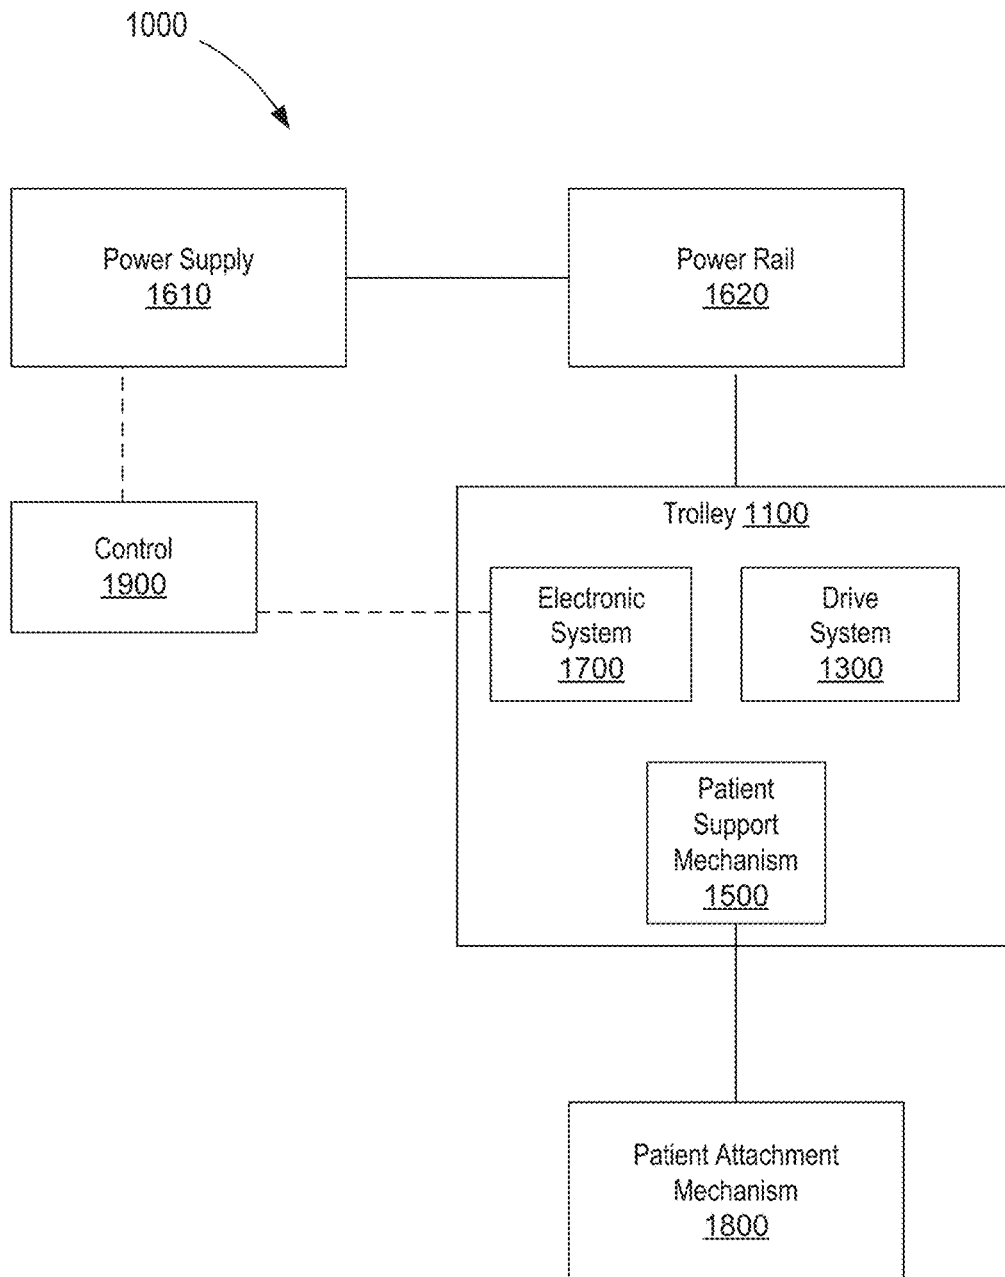 1000
Power Supply
1610
Power Rail
1620
Control
1900
Trolley 1100
Electronic
System
1700
Drive
System
1300
Patient
Support
Mechanism
1500
Patient Attachment
Mechanism
1800